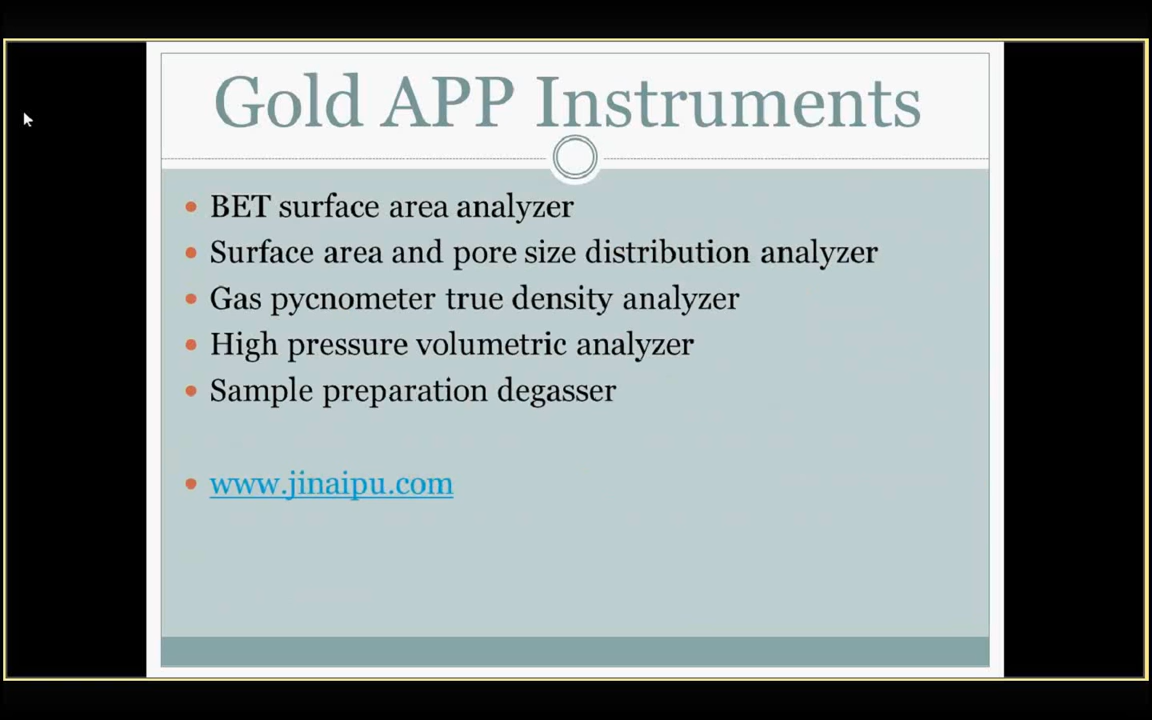 Gold APP Instruments
BET surface area analyzer
Surface area and pore size distribution analyzer
Gas pycnometer true density analyzer
High pressure volumetric analyzer
Sample preparation degasser
www.jinaipu.com